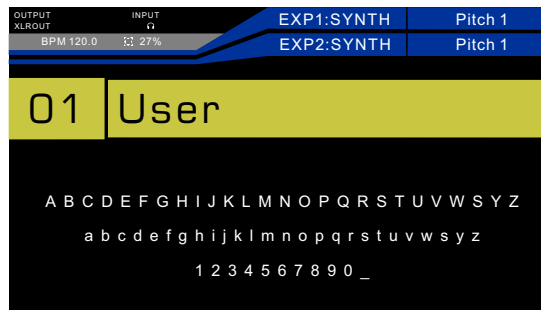 OUTPUT INPUT EXP1:SYNTH Pitch 1
XLROUT
BPM 120.0 27% EXP2:SYNTH Pitch 1
01 User
A B C D E F G H I J K L M N O P Q R S T U V W S Y Z
a b c d e f g h i j k l m n o p q r s t u v w s y z
1 2 3 4 5 6 7 8 9 0 _